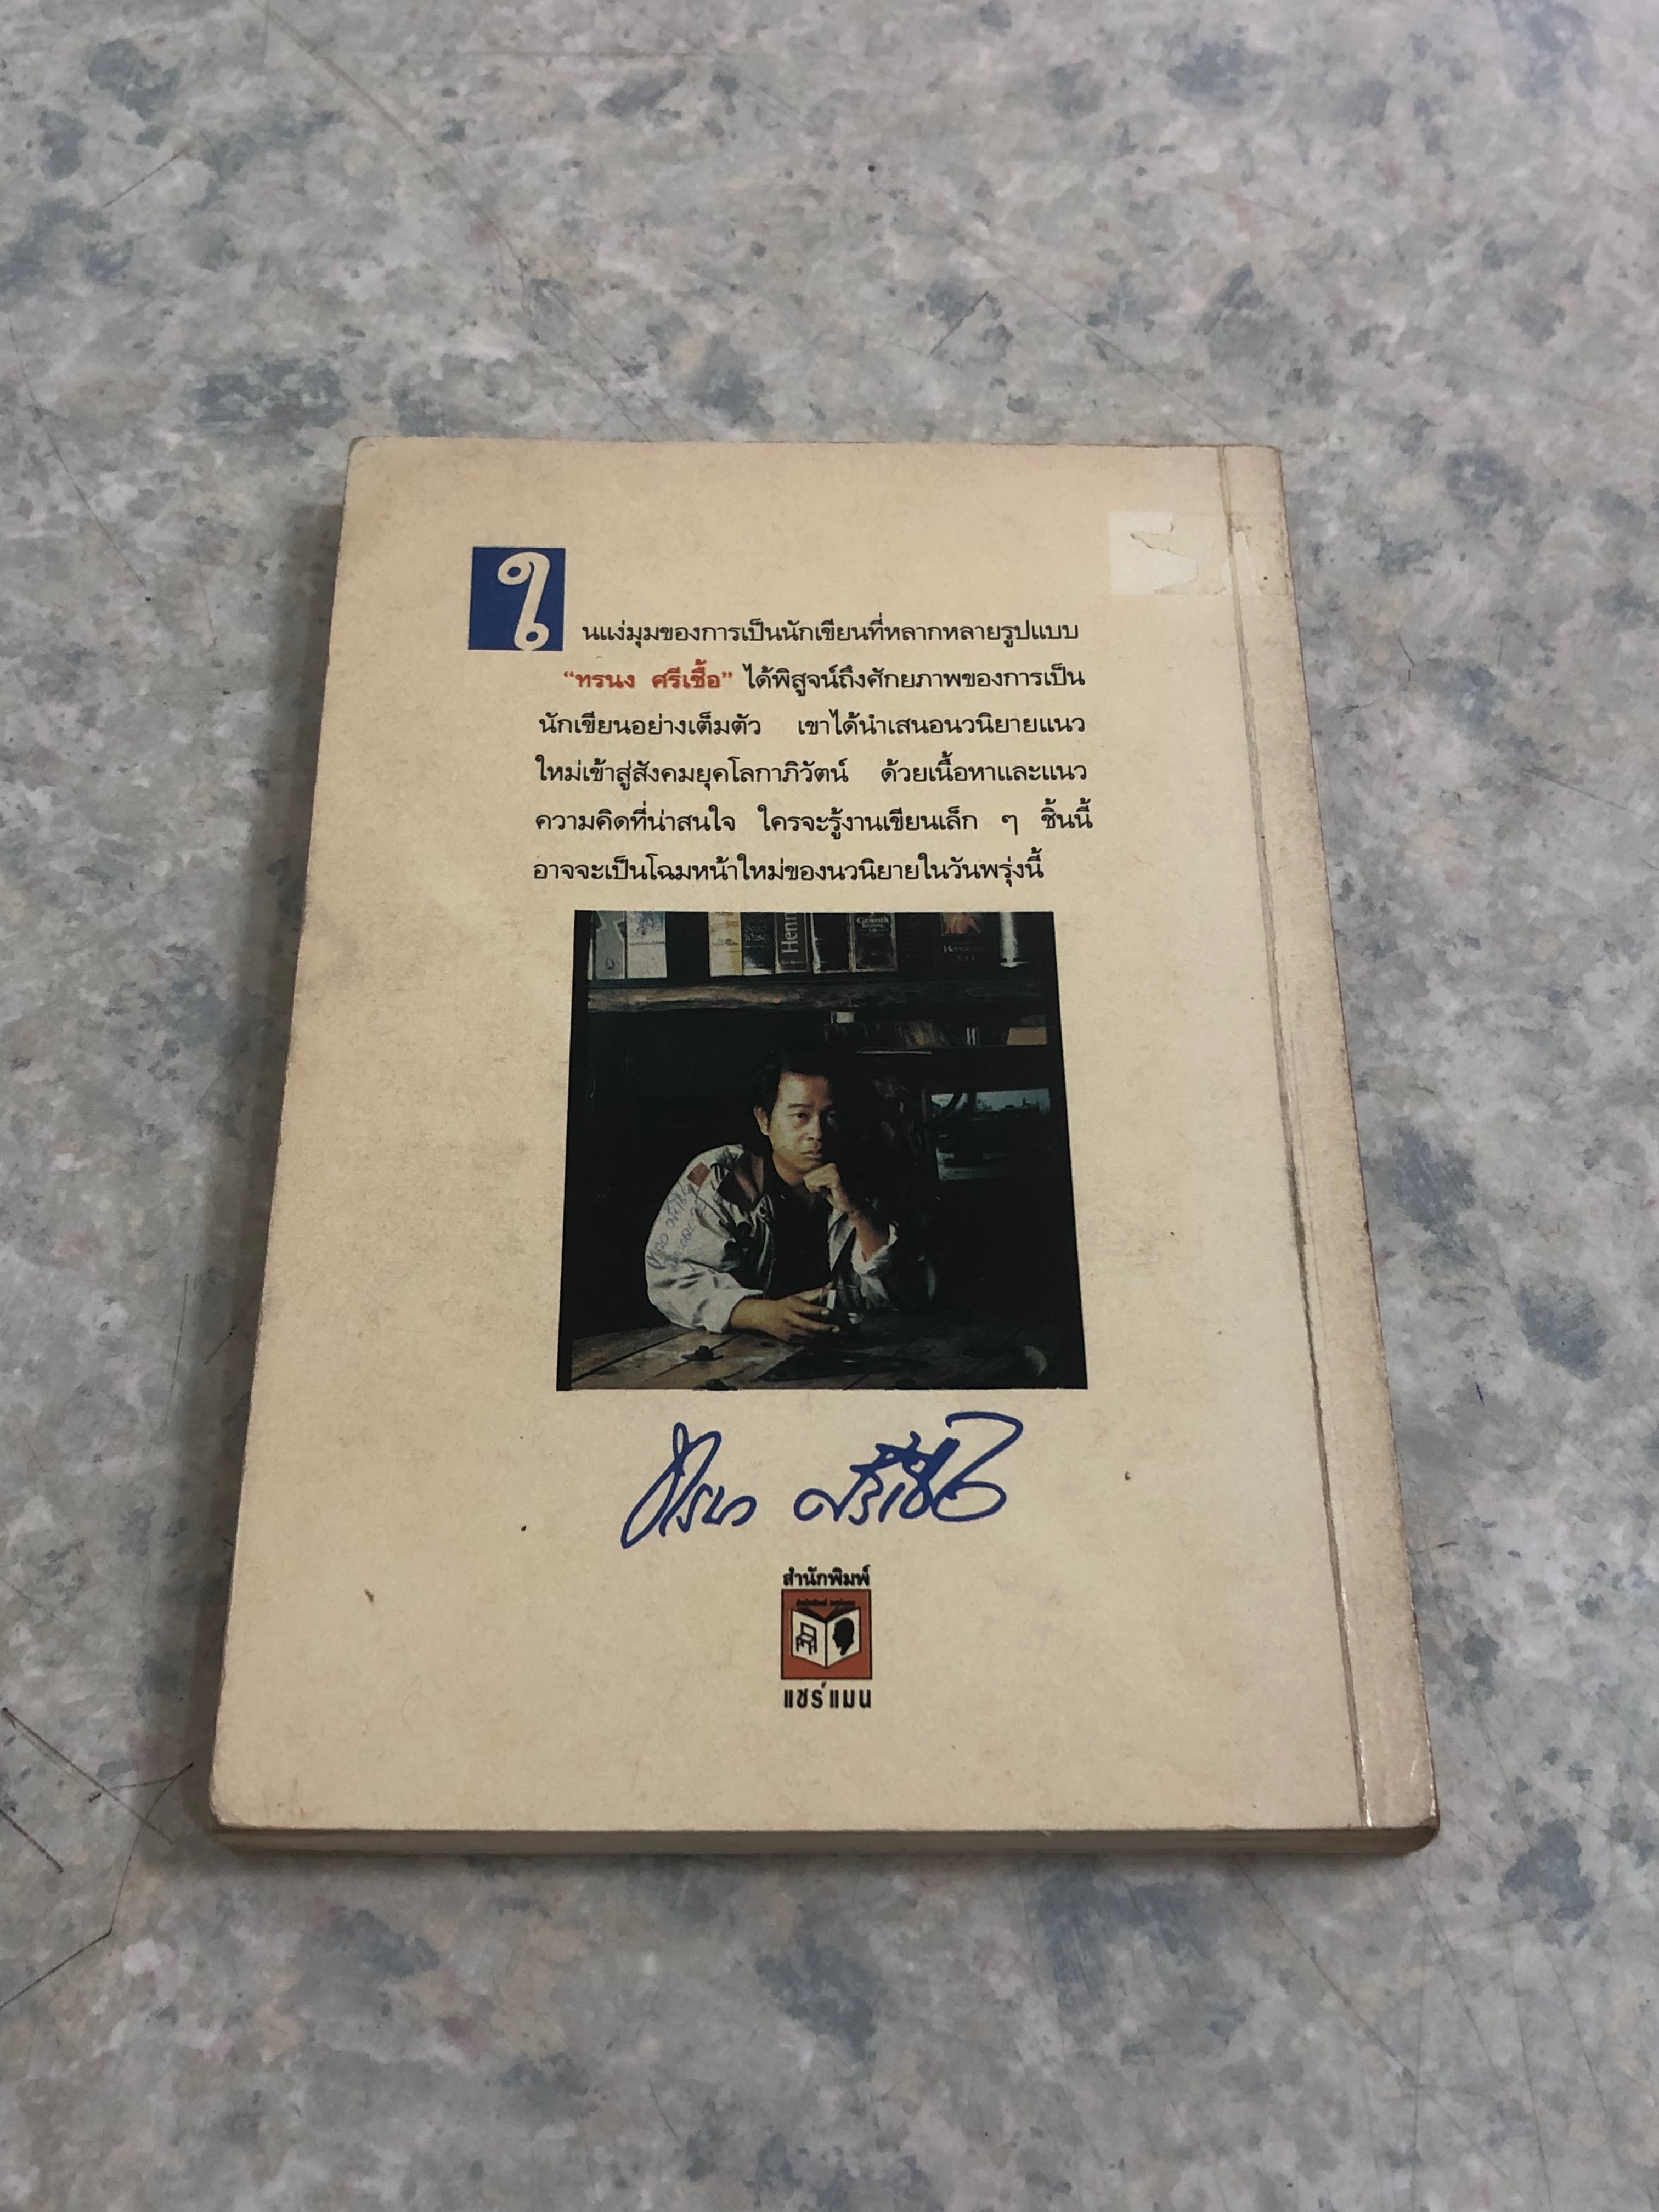 ในแง่มุมของการเป็นนักเขียนที่หลากหลายรูปแบบ
“ทรนง ศรีเชื้อ” ได้พิสูจน์ถึงศักยภาพของการเป็น
นักเขียนอย่างเต็มตัว เขาได้นำเสนอนวนิยายแนว
ใหม่เข้าสู่สังคมยุคโลกาภิวัตน์ ด้วยเนื้อหาและแนว
ความคิดที่น่าสนใจ ใครจะรู้งานเขียนเล็ก ๆ ชิ้นนี้
อาจจะเป็นโฉมหน้าใหม่ของนวนิยายในวันพรุ่งนี้
Henr
ศรีเชื้อ
สำนักพิมพ์
แชร์แมน